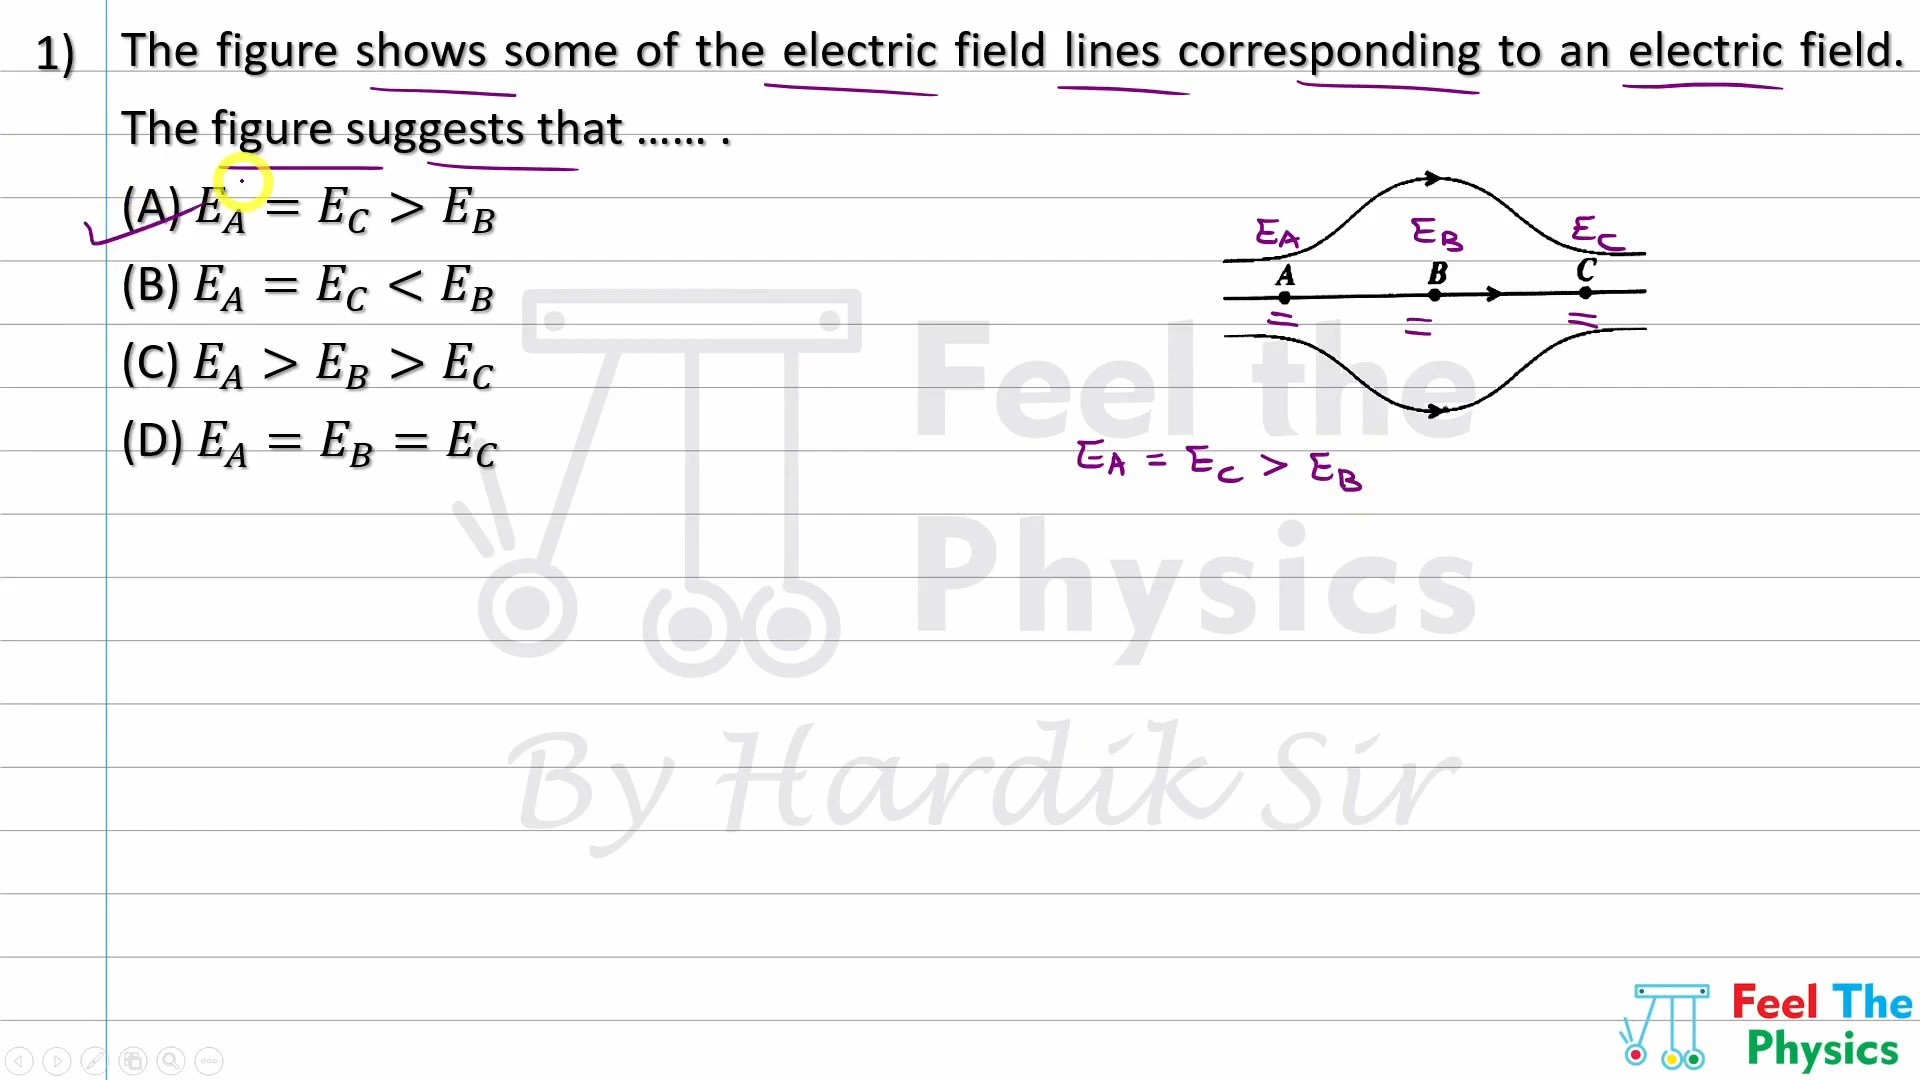 1) The figure shows some of the electric field lines corresponding to an electric field.
The figure suggests that ...... .
(A) E_A = E_C > E_B
(B) E_A = E_C < E_B
(C) E_A > E_B > E_C
(D) E_A = E_B = E_C
E_A E_B E_C
A B C
E_A = E_C > E_B
Feel the
Physics
By Hardik Sir
Feel The
Physics